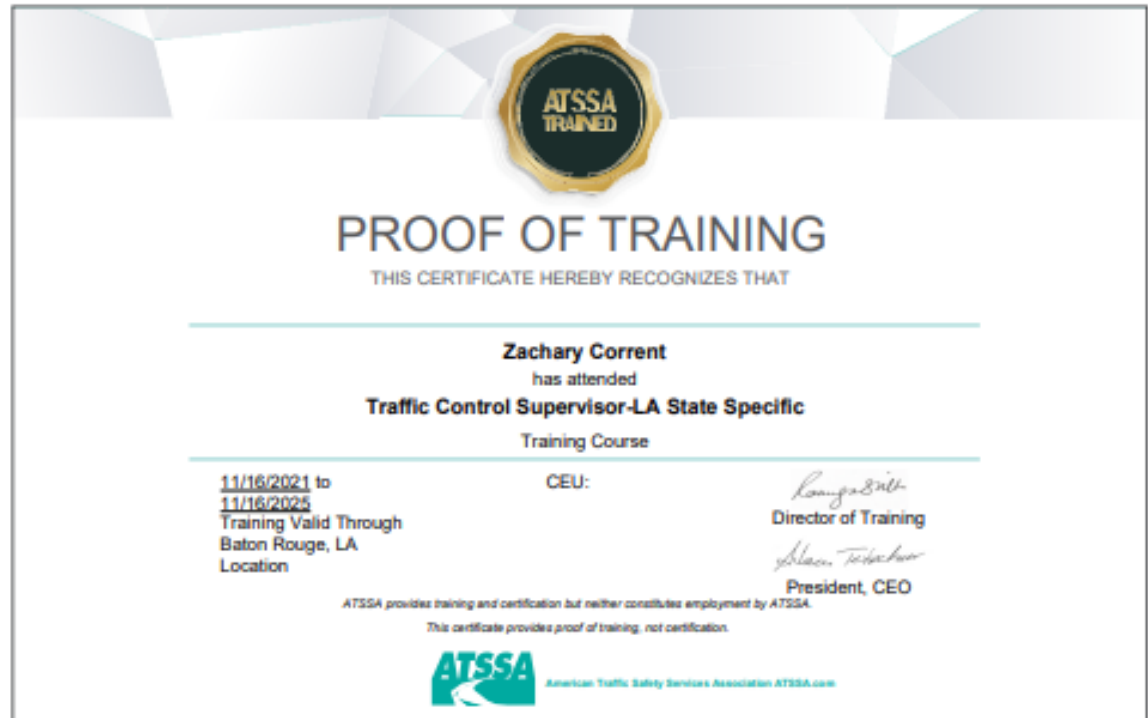 ATSSA
TRAINED
PROOF OF TRAINING
THIS CERTIFICATE HEREBY RECOGNIZES THAT
Zachary Corrent
has attended
Traffic Control Supervisor-LA State Specific
Training Course
11/16/2021 to
11/16/2025
Training Valid Through
Baton Rouge, LA
Location
CEU:
Director of Training
President, CEO
ATSSA provides training and certification but neither constitutes employment by ATSSA.
This certificate provides proof of training, not certification.
ATSSA
American Traffic Safety Services Association ATSSA.com